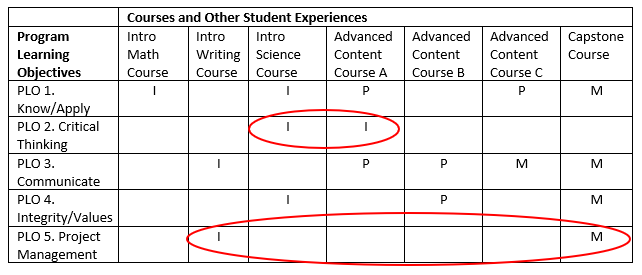 Courses and Other Student Experiences
Program Learning Objectives Intro Math Course Intro Writing Course Intro Science Course Advanced Content Course A Advanced Content Course B Advanced Content Course C Capstone Course
PLO 1. Know/Apply I I P P M
PLO 2. Critical Thinking I I
PLO 3. Communicate I P P M M
PLO 4. Integrity/Values I P M
PLO 5. Project Management I M